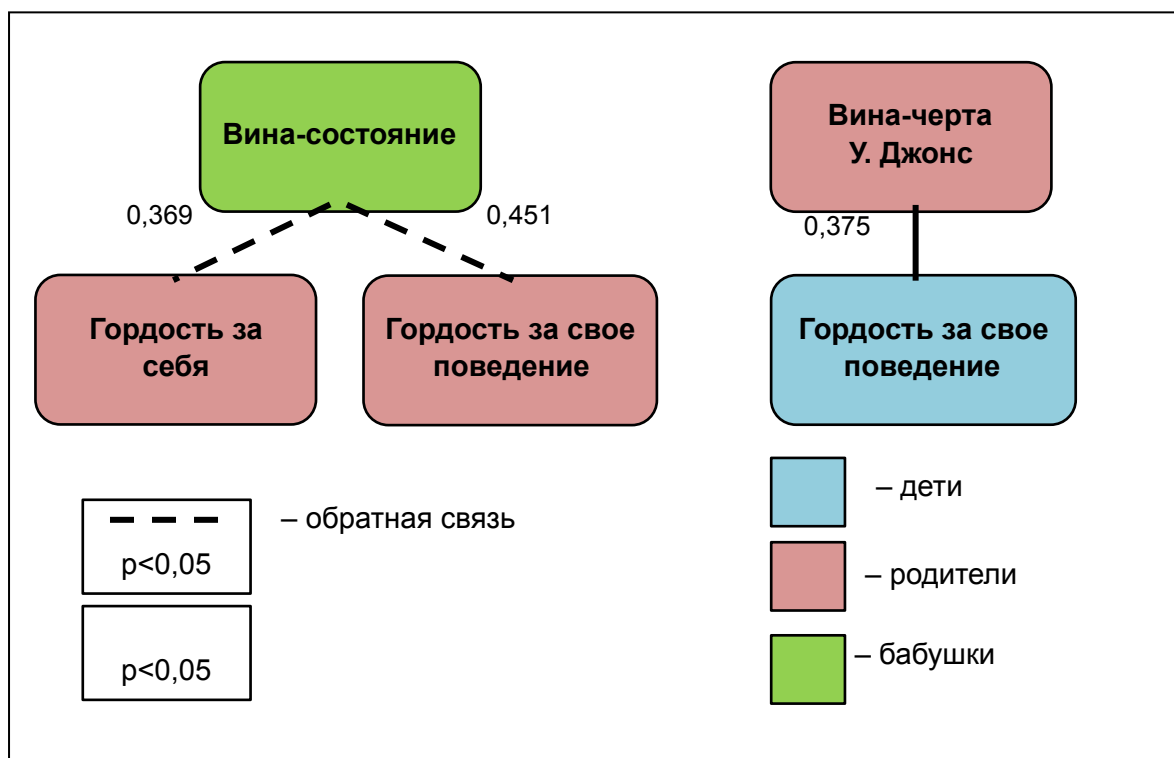 Вина-состояние
Вина-черта
У. Джонс
0,369
0,451
0,375
Гордость за
себя
Гордость за свое
поведение
Гордость за свое
поведение
– обратная связь
p<0,05
p<0,05
– дети
– родители
– бабушки